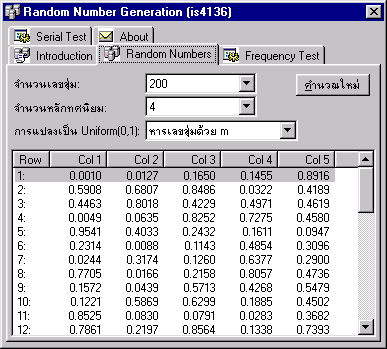 Random Number Generation (is4136)
Serial Test About
Introduction Random Numbers Frequency Test
จำนวนเลขสุ่ม: 200 คำนวณใหม่
จำนวนหลักทศนิยม: 4
การแปลงเป็น Uniform(0,1): หารเลขสุ่มด้วย m
Row Col 1 Col 2 Col 3 Col 4 Col 5
1: 0.0010 0.0127 0.1650 0.1455 0.8916
2: 0.5908 0.6807 0.8486 0.0322 0.4189
3: 0.4463 0.8018 0.4229 0.4971 0.4619
4: 0.0049 0.0635 0.8252 0.7275 0.4580
5: 0.9541 0.4033 0.2432 0.1611 0.0947
6: 0.2314 0.0088 0.1143 0.4854 0.3096
7: 0.0244 0.3174 0.1260 0.6377 0.2900
8: 0.7705 0.0166 0.2158 0.8057 0.4736
9: 0.1572 0.0439 0.5713 0.4268 0.5479
10: 0.1221 0.5869 0.6299 0.1885 0.4502
11: 0.8525 0.0830 0.0791 0.0283 0.3682
12: 0.7861 0.2197 0.8564 0.1338 0.7393